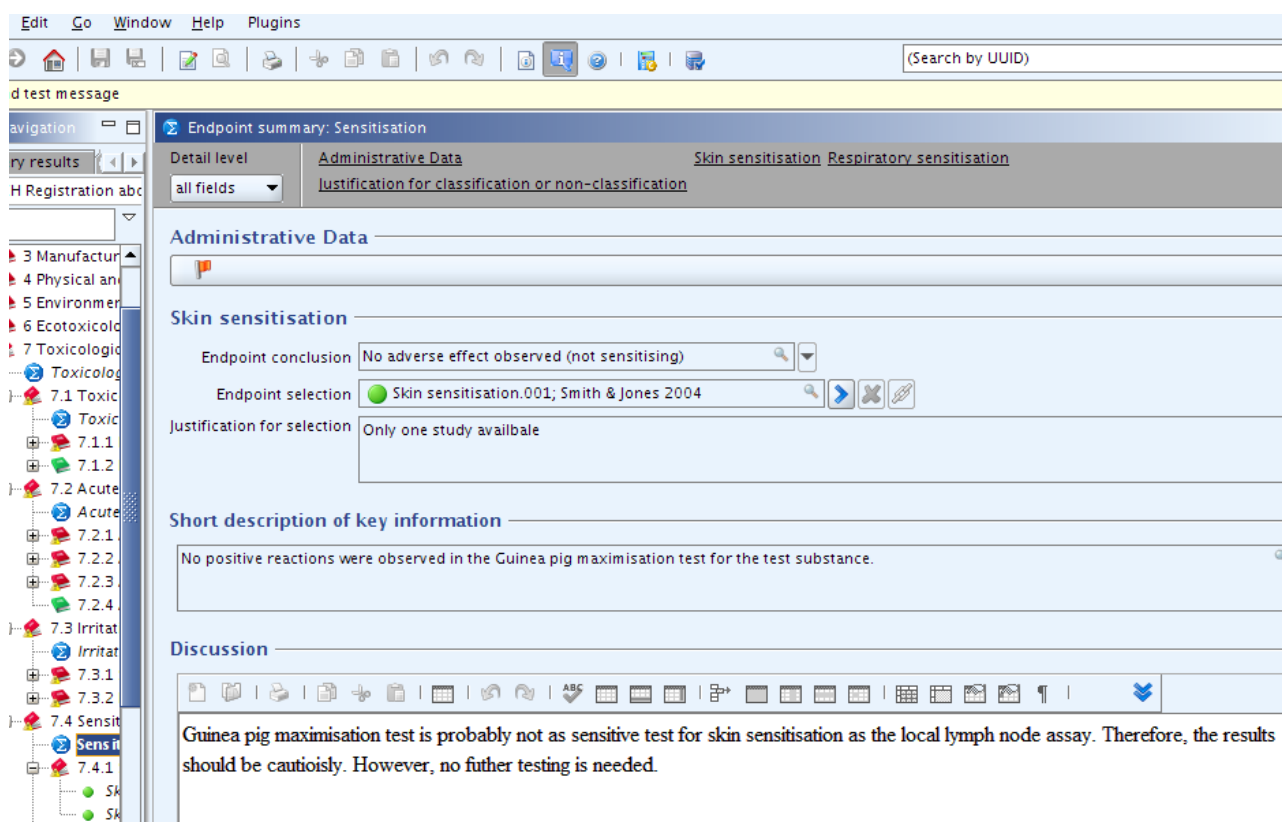 Edit Go Window Help Plugins
(Search by UUID)
d test message
avigation
Endpoint summary: Sensitisation
ry results
Detail level
Administrative Data
Skin sensitisation Respiratory sensitisation
H Registration abc
all fields
Justification for classification or non-classification
Administrative Data
3 Manufactur
4 Physical an
5 Environmer
6 Ecotoxicolo
7 Toxicologic
Toxicolog
7.1 Toxic
Toxic
7.1.1
7.1.2
7.2 Acute
Acute
7.2.1
7.2.2
7.2.3
7.2.4
7.3 Irritat
Irritat
7.3.1
7.3.2
7.4 Sensit
Sensit
7.4.1
Sk
Sk
Skin sensitisation
Endpoint conclusion No adverse effect observed (not sensitising)
Endpoint selection Skin sensitisation.001; Smith & Jones 2004
Justification for selection Only one study availbale
Short description of key information
No positive reactions were observed in the Guinea pig maximisation test for the test substance.
Discussion
ABC
Guinea pig maximisation test is probably not as sensitive test for skin sensitisation as the local lymph node assay. Therefore, the results
should be cautioisly. However, no futher testing is needed.